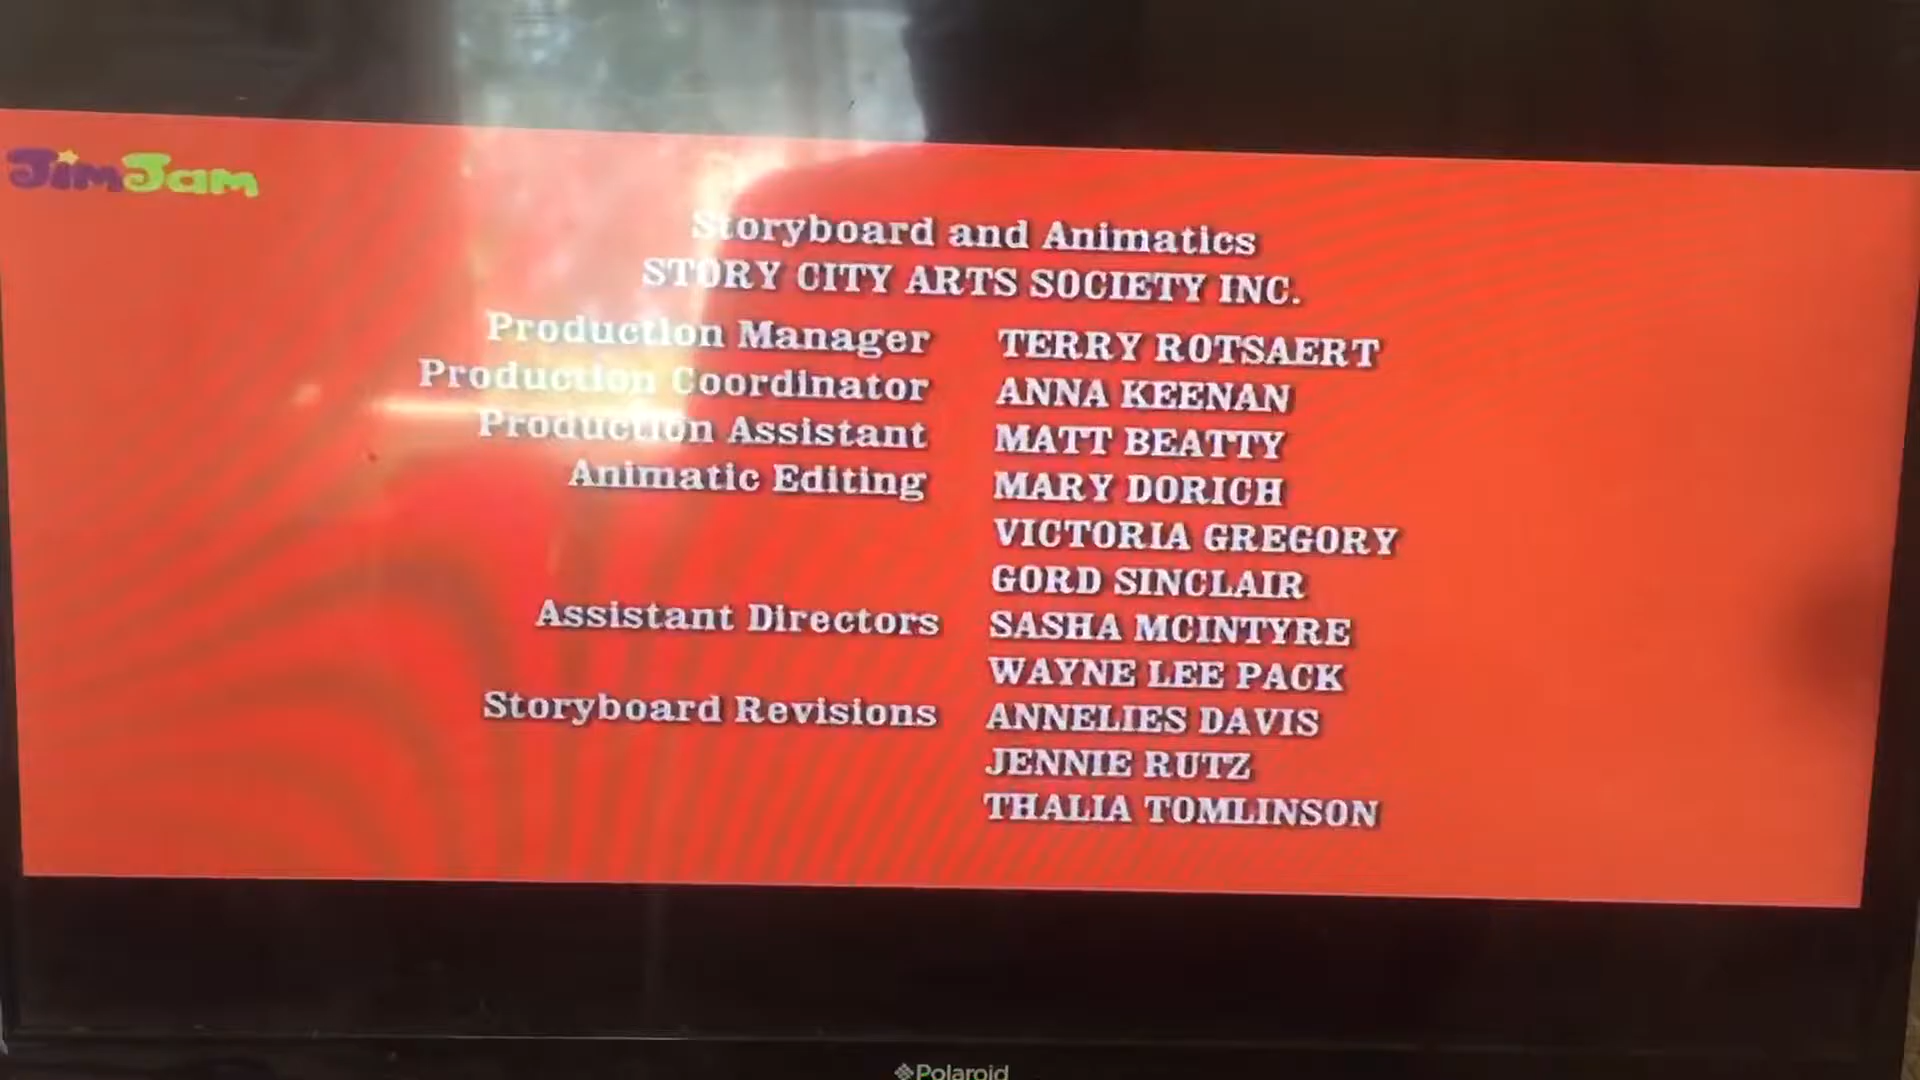 JimJam
Storyboard and Animatics
STORY CITY ARTS SOCIETY INC.
Production Manager TERRY ROTSAERT
Production Coordinator ANNA KEENAN
Production Assistant MATT BEATTY
Animatic Editing MARY DORICH
VICTORIA GREGORY
GORD SINCLAIR
Assistant Directors SASHA MCINTYRE
WAYNE LEE PACK
Storyboard Revisions ANNELIES DAVIS
JENNIE RUTZ
THALIA TOMLINSON
Polaroid